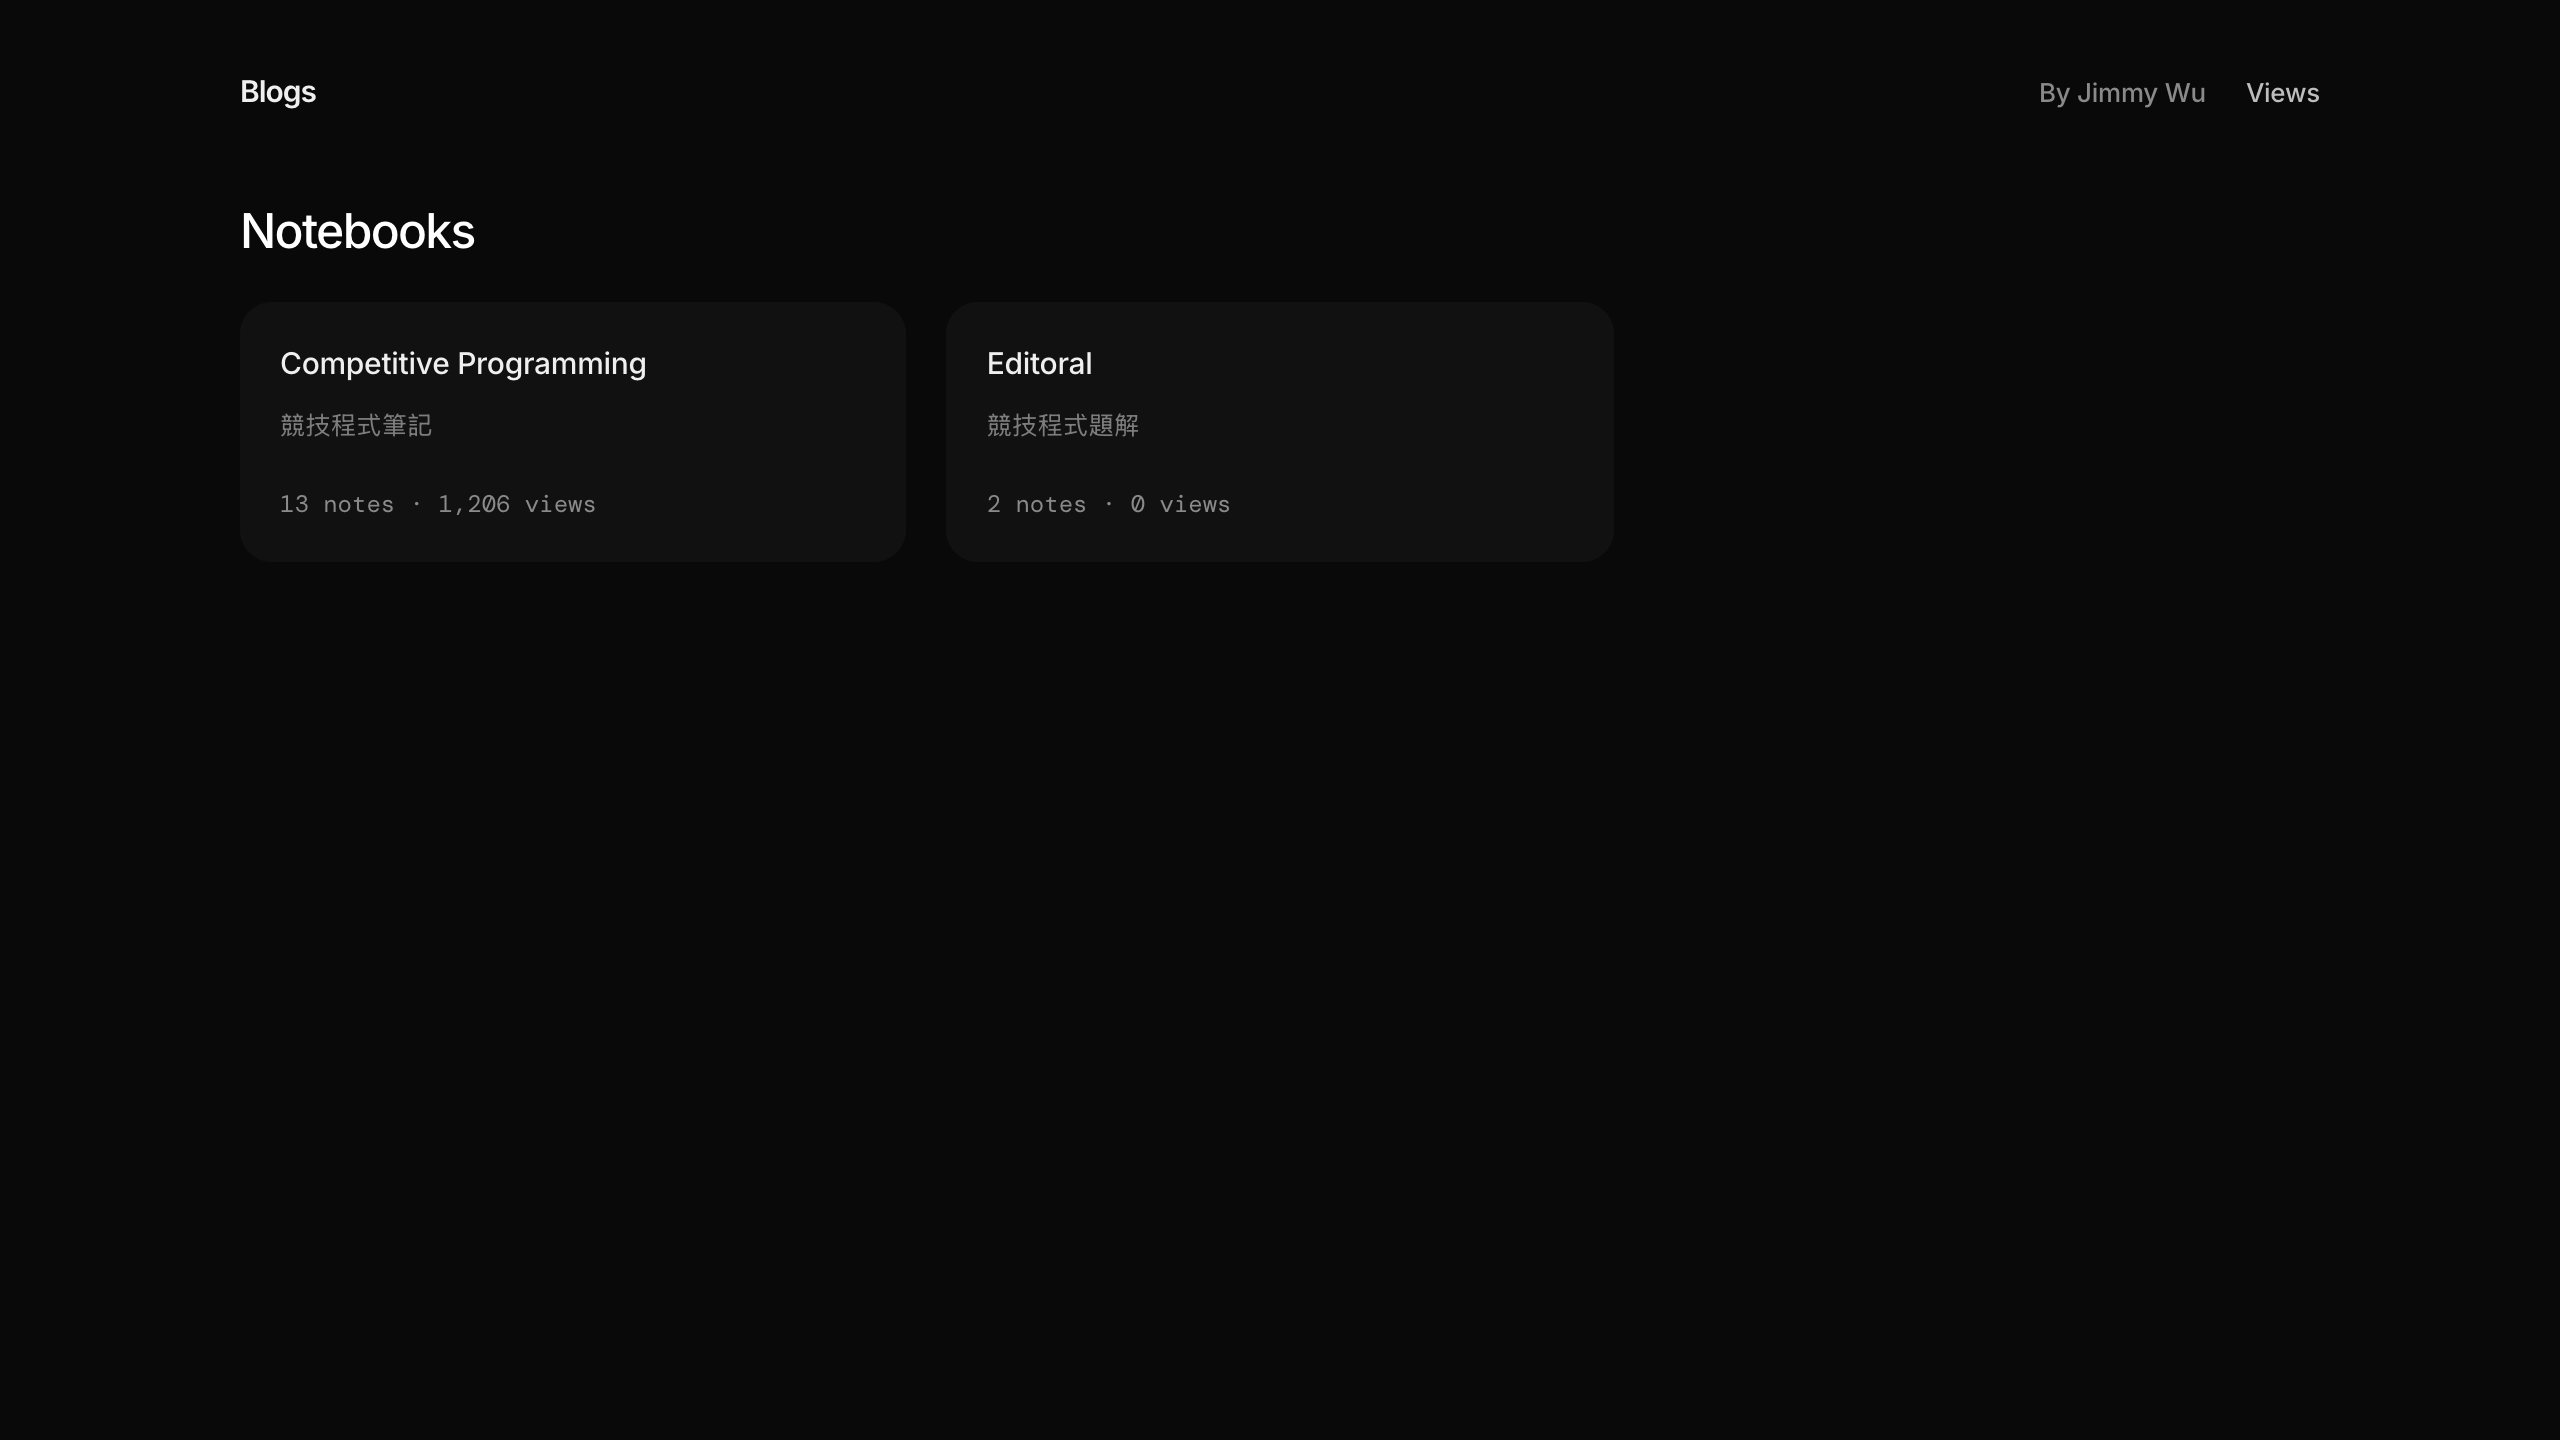 Blogs
By Jimmy Wu
Views
Notebooks
Competitive Programming
競技程式筆記
13 notes · 1,206 views
Editoral
競技程式題解
2 notes · 0 views